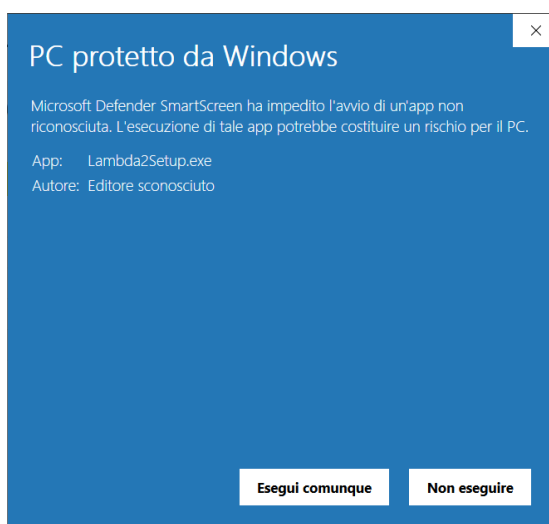 PC protetto da Windows
Microsoft Defender SmartScreen ha impedito l'avvio di un'app non
riconosciuta. L'esecuzione di tale app potrebbe costituire un rischio per il PC.
App: Lambda2Setup.exe
Autore: Editore sconosciuto
Esegui comunque Non eseguire